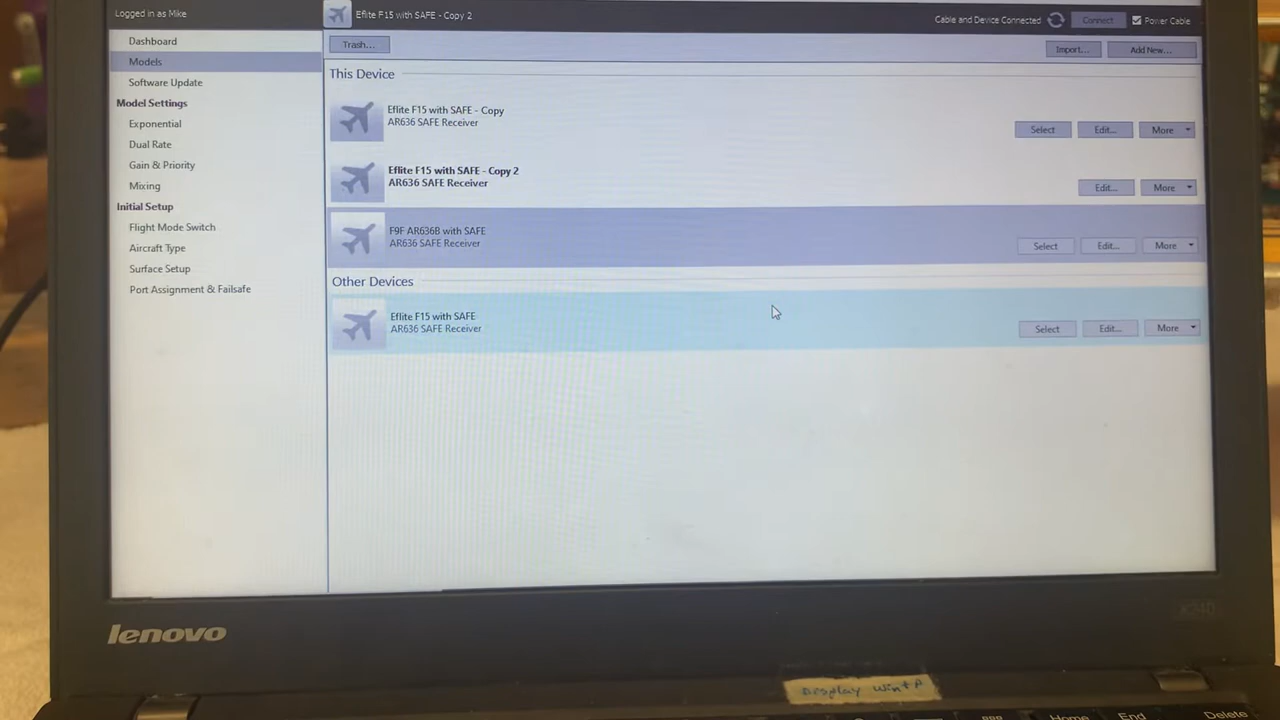 Logged in as Mike
Eflite F15 with SAFE - Copy 2
Cable and Device Connected
Connect
Power Cable
Dashboard
Models
Software Update
Model Settings
Exponential
Dual Rate
Gain & Priority
Mixing
Initial Setup
Flight Mode Switch
Aircraft Type
Surface Setup
Port Assignment & Failsafe
Trash...
Import...
Add New...
This Device
Eflite F15 with SAFE - Copy
AR636 SAFE Receiver
Select
Edit...
More
Eflite F15 with SAFE - Copy 2
AR636 SAFE Receiver
Edit...
More
F9F AR636B with SAFE
AR636 SAFE Receiver
Select
Edit...
More
Other Devices
Eflite F15 with SAFE
AR636 SAFE Receiver
Select
Edit...
More
lenovo
X240
Display Win+P
Home
End
Delete